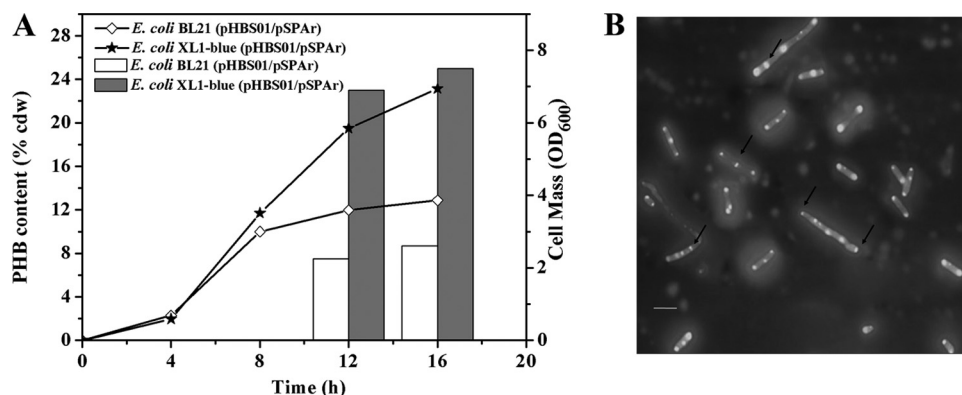 A
E. coli BL21 (pHBS01/pSPAr)
E. coli XL1-blue (pHBS01/pSPAr)
E. coli BL21 (pHBS01/pSPAr)
E. coli XL1-blue (pHBS01/pSPAr)
PHB content (% cdw)
28
24
20
16
12
8
4
0
0
4
8
12
16
20
Time (h)
8
6
4
2
0
Cell Mass (OD600)
B